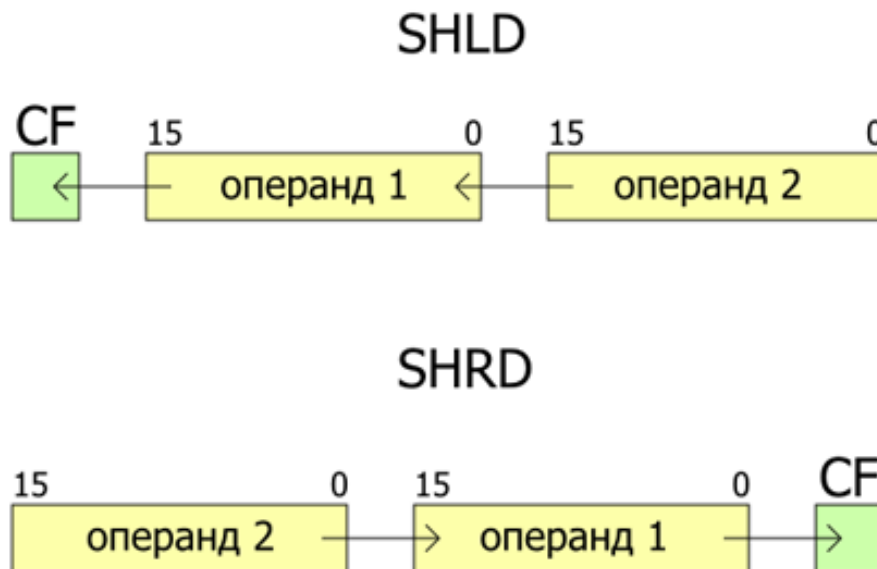 SHLD
CF 15 0 15 0
операнд 1 операнд 2
SHRD
15 0 15 0 CF
операнд 2 операнд 1